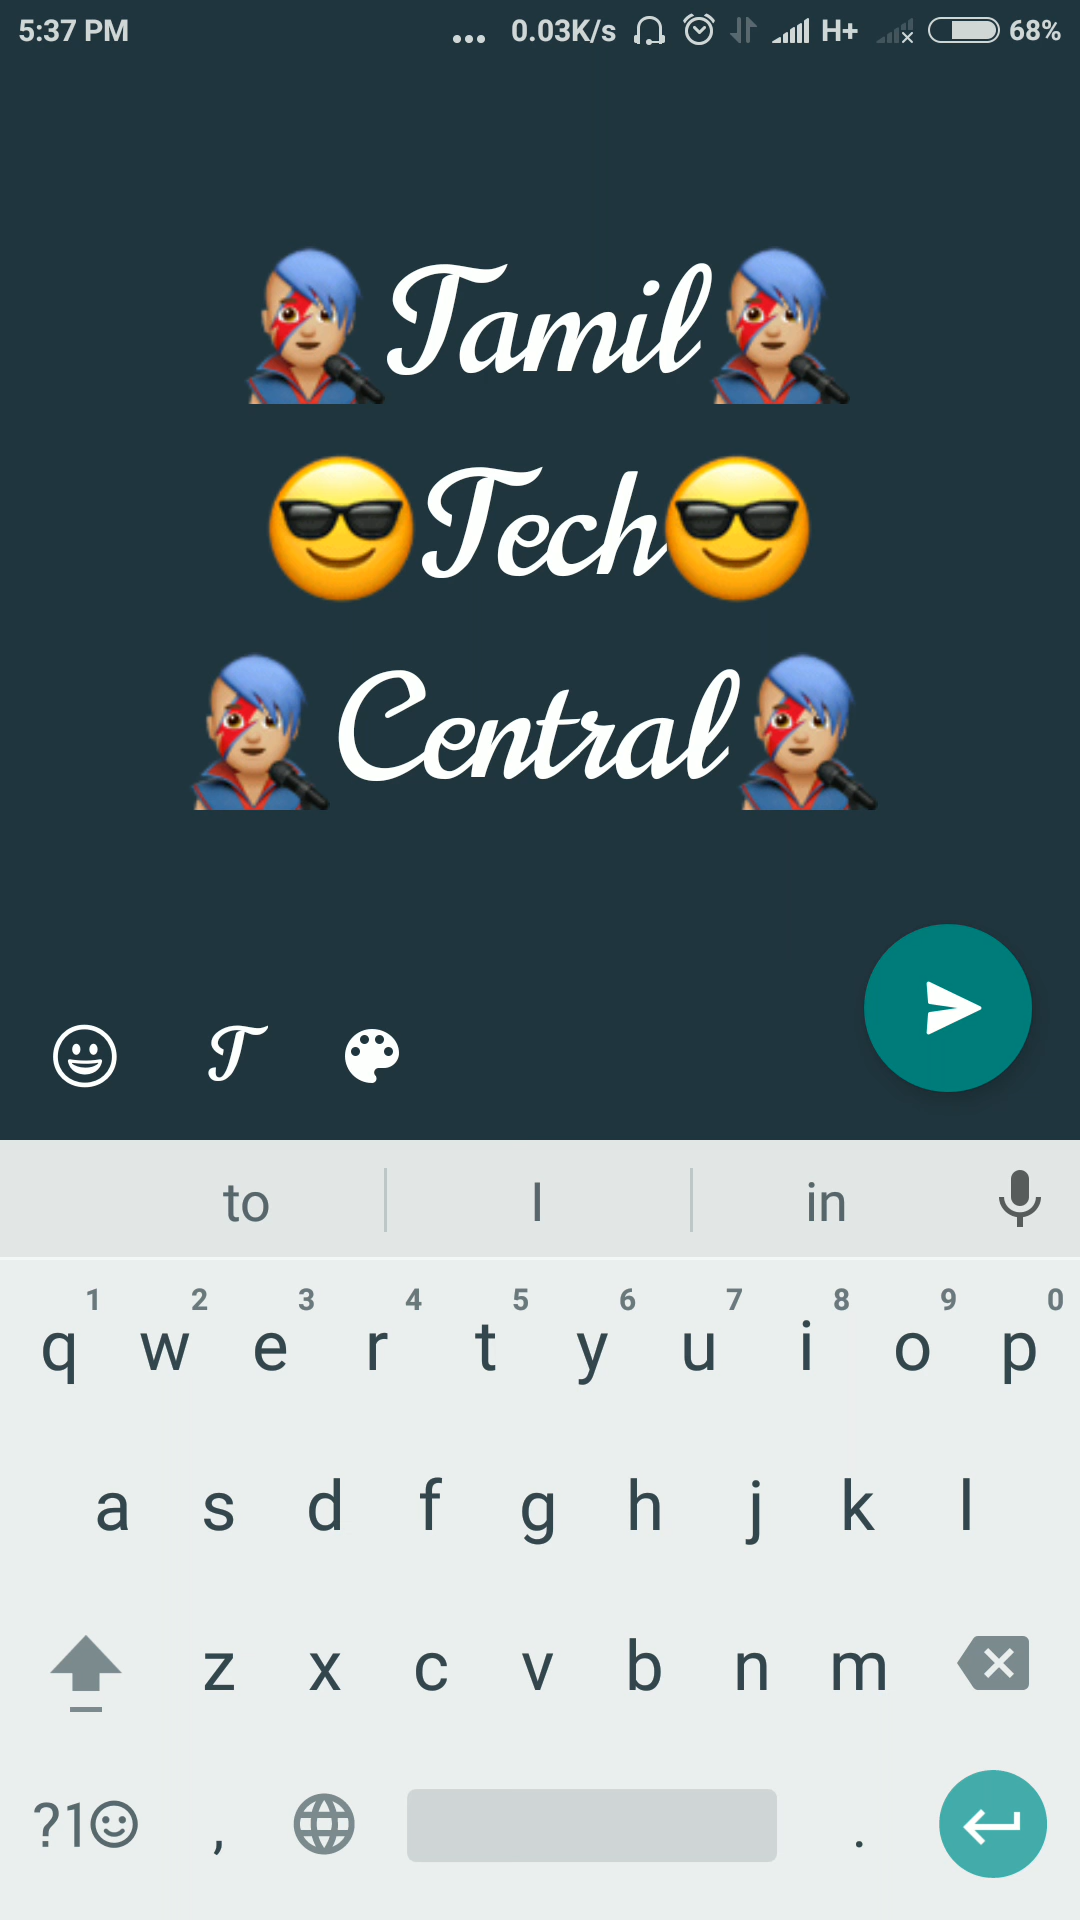 5:37 PM ... 0.03K/s H+ 68%
👨‍🎤Tamil👨‍🎤
😎Tech😎
👨‍🎤Central👨‍🎤
T
to I in
1 2 3 4 5 6 7 8 9 0
q w e r t y u i o p
a s d f g h j k l
z x c v b n m
?1☺ , .